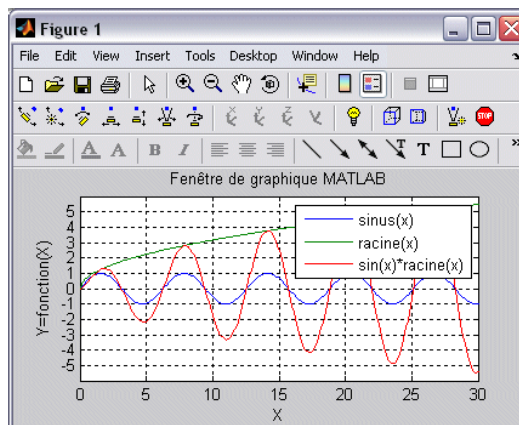 Figure 1
File Edit View Insert Tools Desktop Window Help
STOP
A A B I T T
Fenêtre de graphique MATLAB
sinus(x)
racine(x)
sin(x)*racine(x)
Y=fonction(X)
5
4
3
2
1
0
-1
-2
-3
-4
-5
0 5 10 15 20 25 30
X